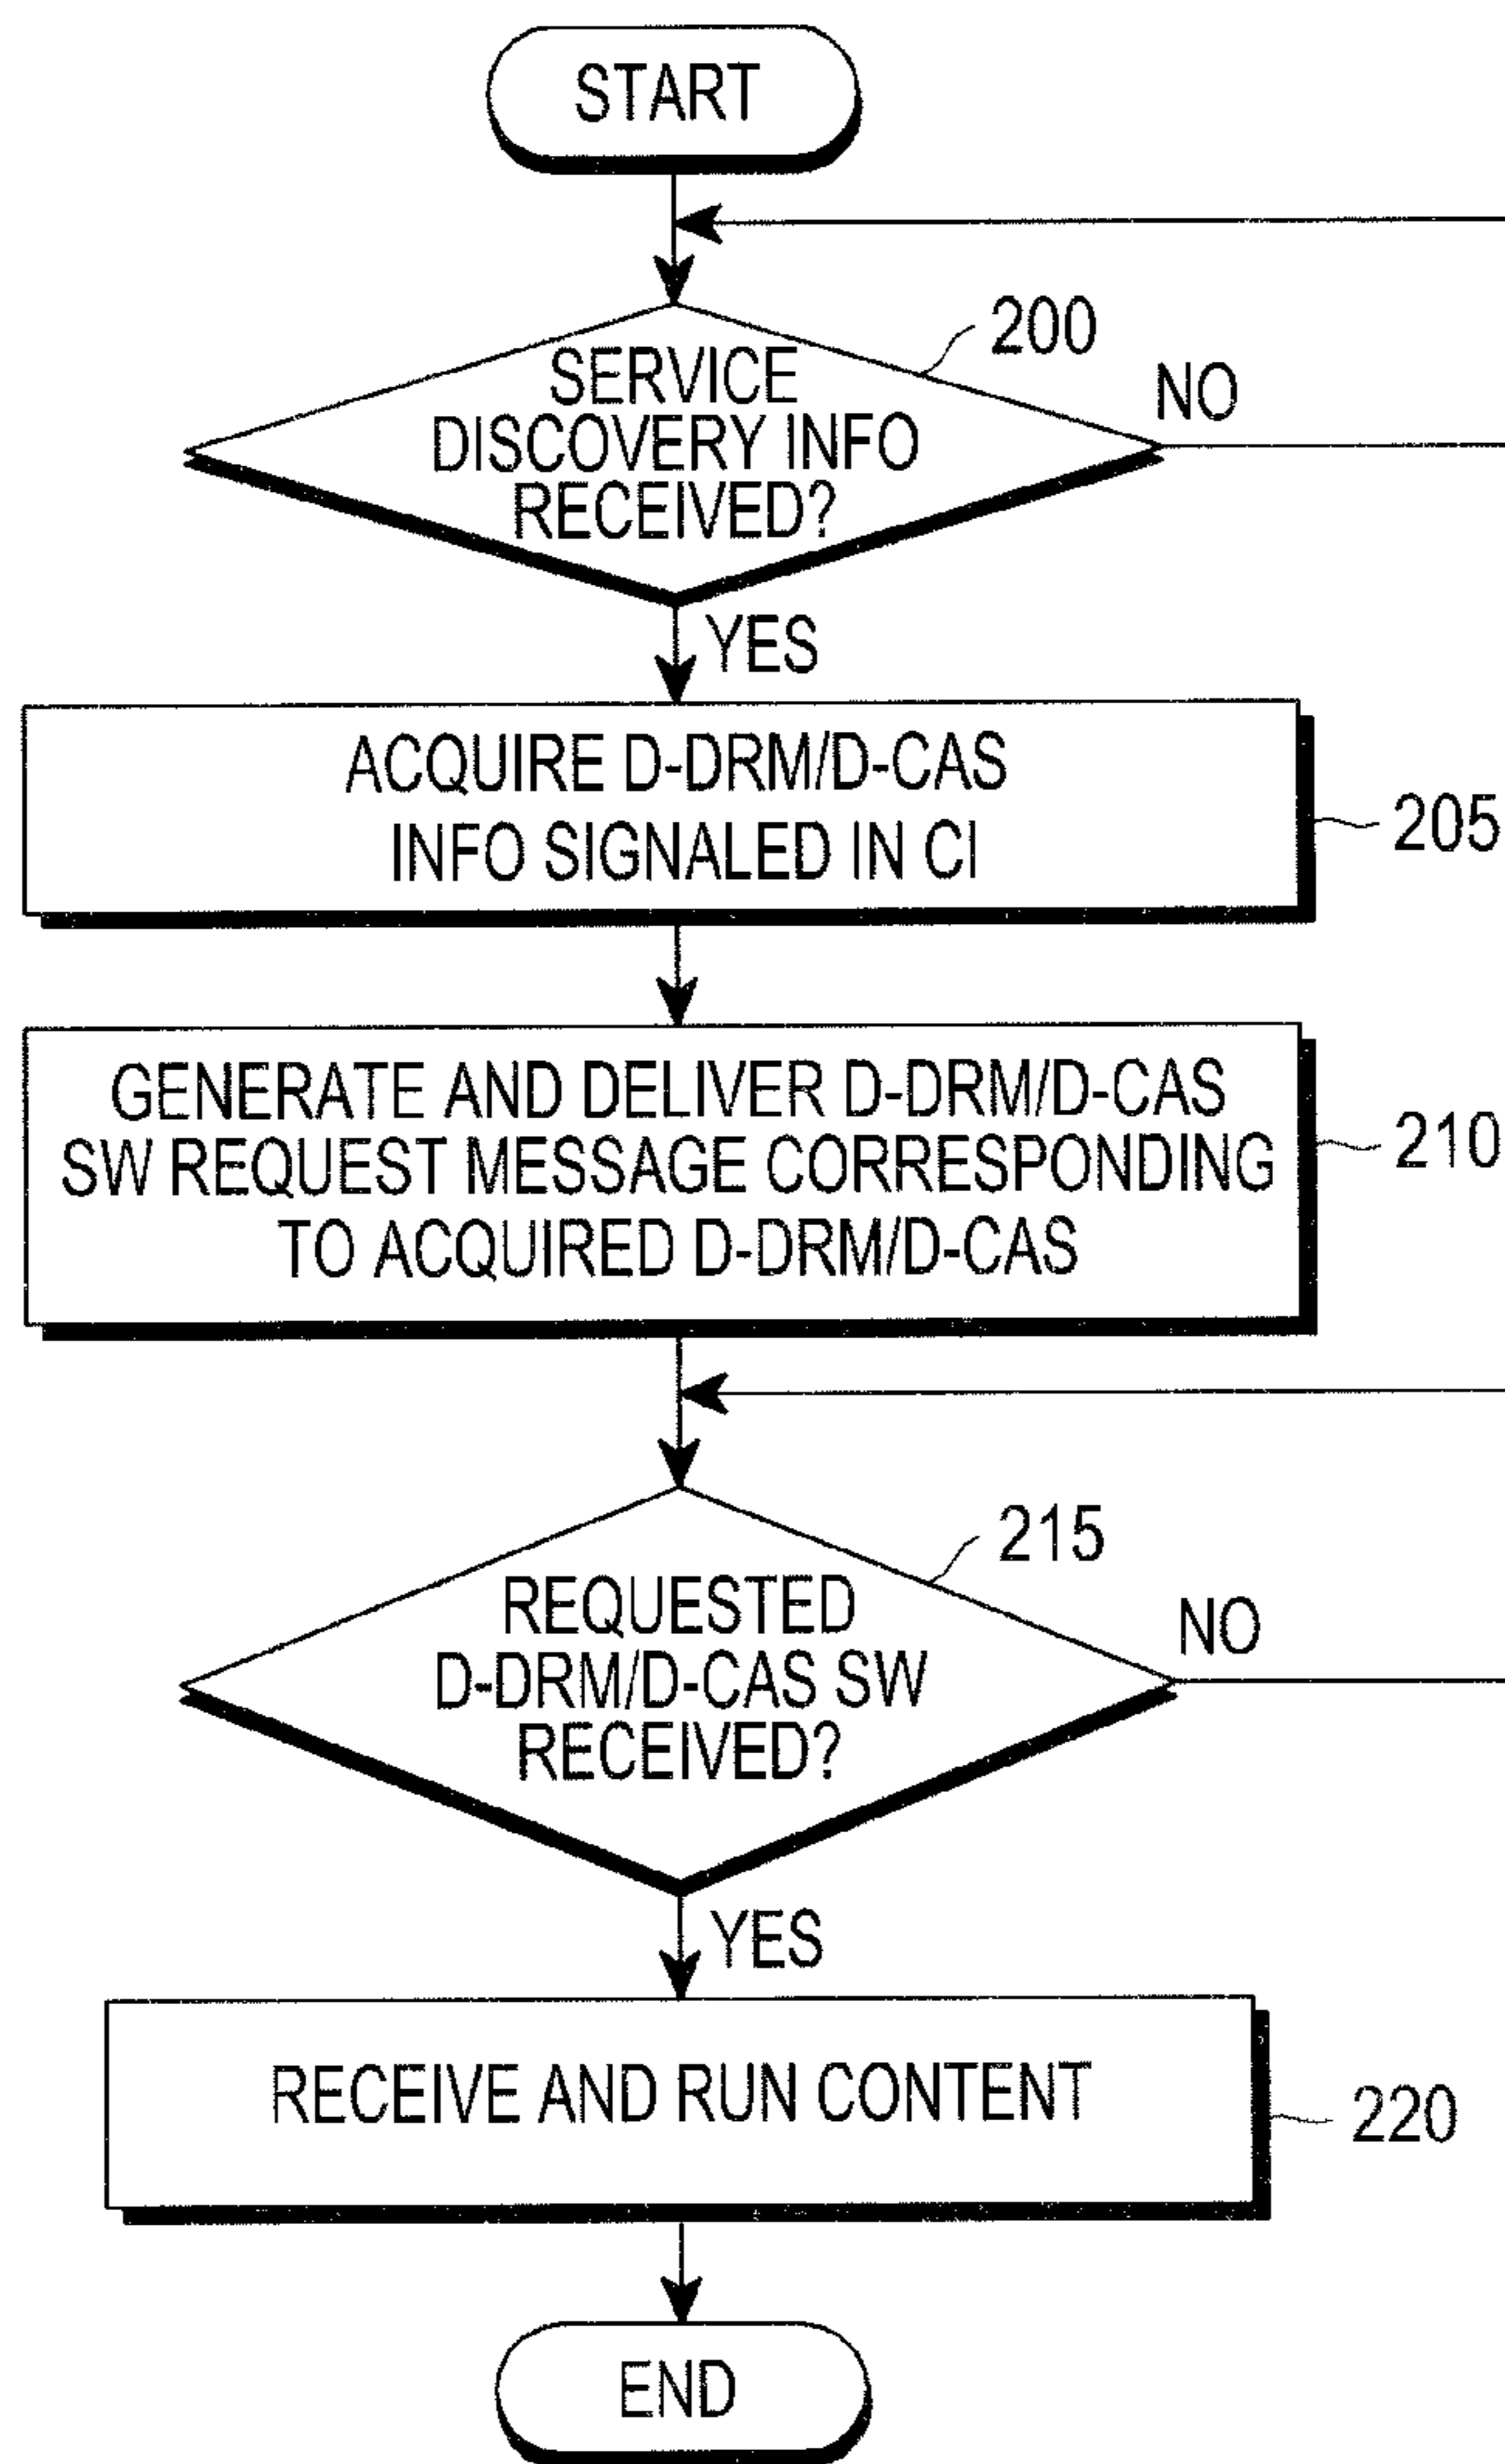 START
200
SERVICE
DISCOVERY INFO
RECEIVED?
NO
YES
ACQUIRE D-DRM/D-CAS
INFO SIGNALED IN CI
205
GENERATE AND DELIVER D-DRM/D-CAS
SW REQUEST MESSAGE CORRESPONDING
TO ACQUIRED D-DRM/D-CAS
210
215
REQUESTED
D-DRM/D-CAS SW
RECEIVED?
NO
YES
RECEIVE AND RUN CONTENT
220
END